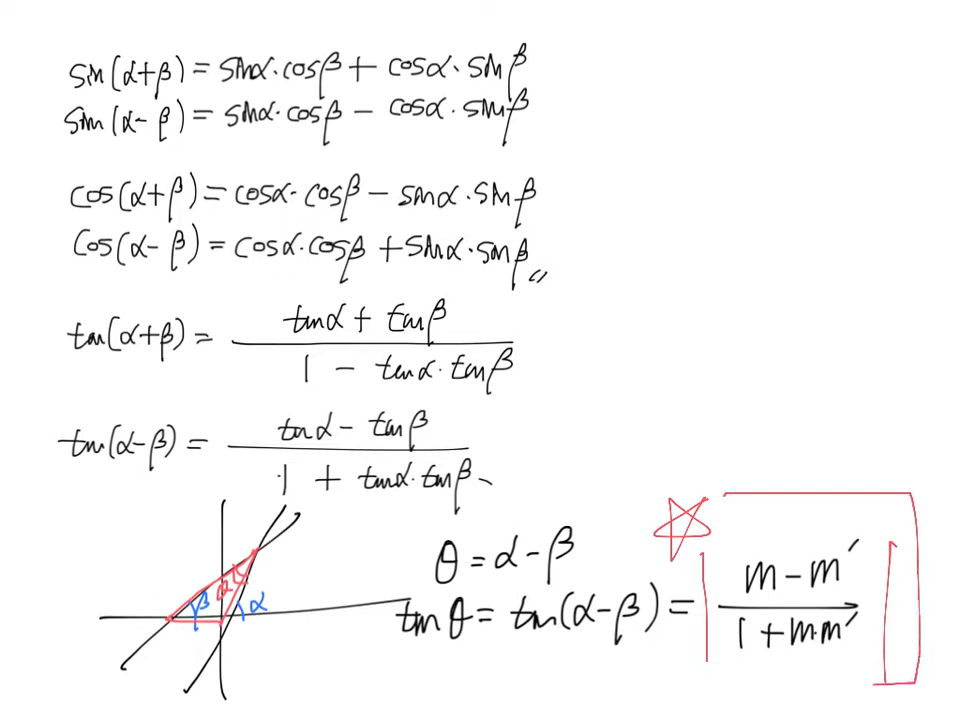 sin(α+β) = sinα·cosβ + cosα·sinβ
sin(α-β) = sinα·cosβ - cosα·sinβ
cos(α+β) = cosα·cosβ - sinα·sinβ
cos(α-β) = cosα·cosβ + sinα·sinβ
tan(α+β) = (tanα + tanβ) / (1 - tanα·tanβ)
tan(α-β) = (tanα - tanβ) / (1 + tanα·tanβ)
β α
θ = α-β
tanθ = tan(α-β) = | (m-m′) / (1+m·m′) |